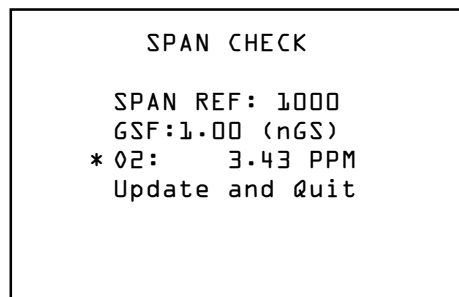 SPAN CHECK
SPAN REF: 1000
GSF:1.00 (nGS)
* O2: 3.43 PPM
Update and Quit